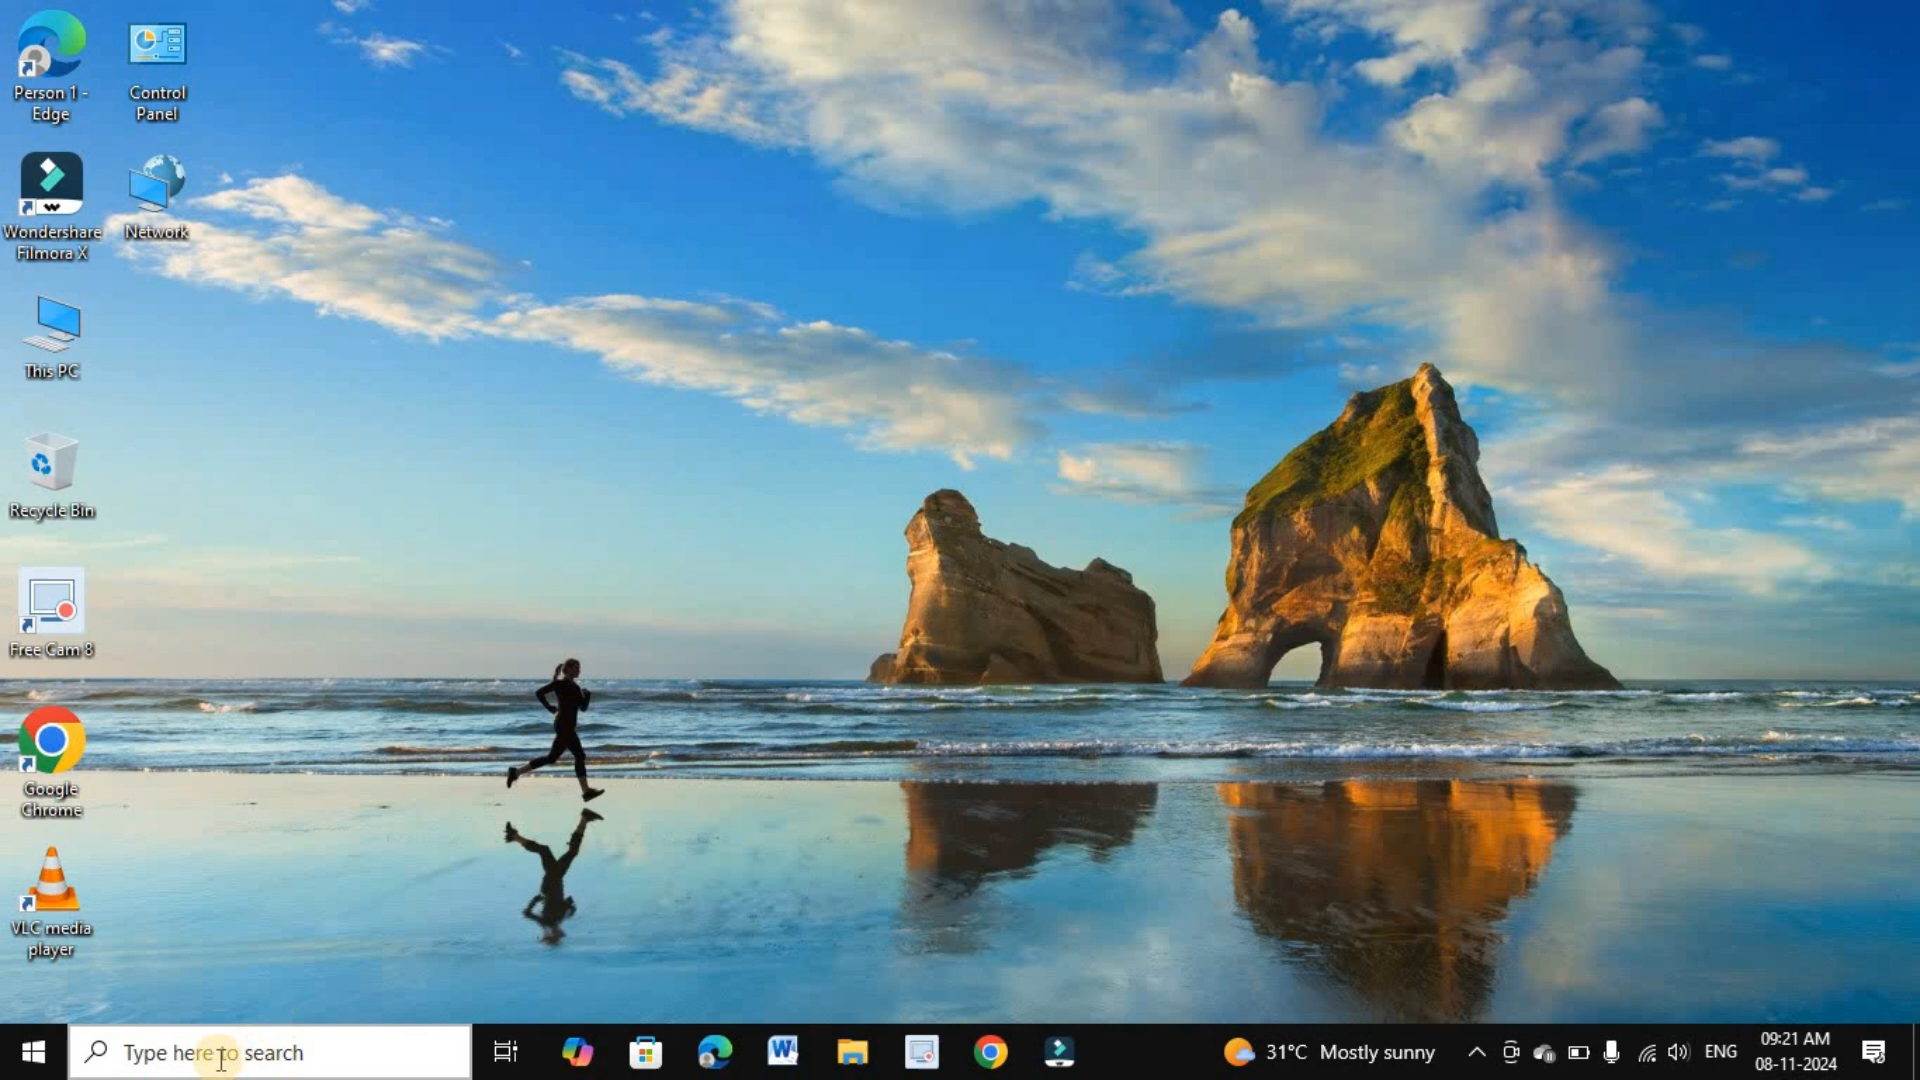 Person 1 -
Edge
Control
Panel
Wondershare
Filmora X
Network
This PC
Recycle Bin
Free Cam 8
Google
Chrome
VLC media
player
Type here to search
31°C Mostly sunny
ENG
09:21 AM
08-11-2024